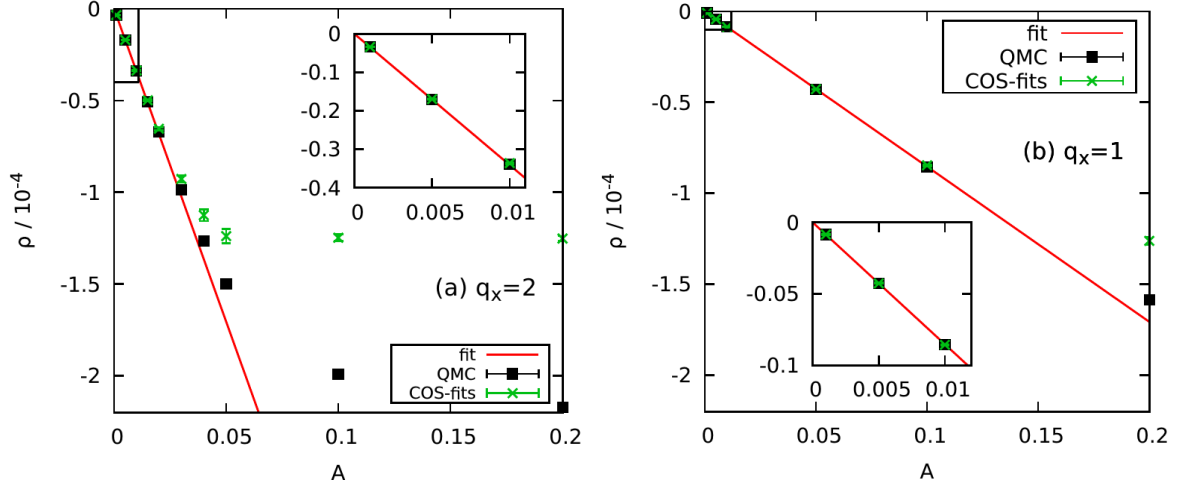 0
-0.5
-1
-1.5
-2
ρ / 10⁻⁴
0 0.05 0.1 0.15 0.2
A
0
-0.1
-0.2
-0.3
-0.4
0 0.005 0.01
(a) qₓ=2
fit
QMC
COS-fits
0
-0.5
-1
-1.5
-2
ρ / 10⁻⁴
0 0.05 0.1 0.15 0.2
A
fit
QMC
COS-fits
(b) qₓ=1
0
-0.05
-0.1
0 0.005 0.01